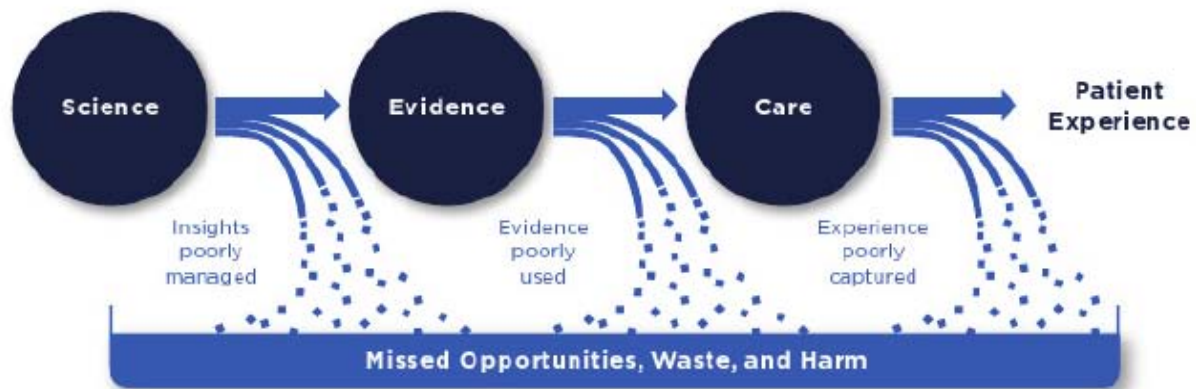 Science
Evidence
Care
Patient
Experience
Insights
poorly
managed
Evidence
poorly
used
Experience
poorly
captured
Missed Opportunities, Waste, and Harm